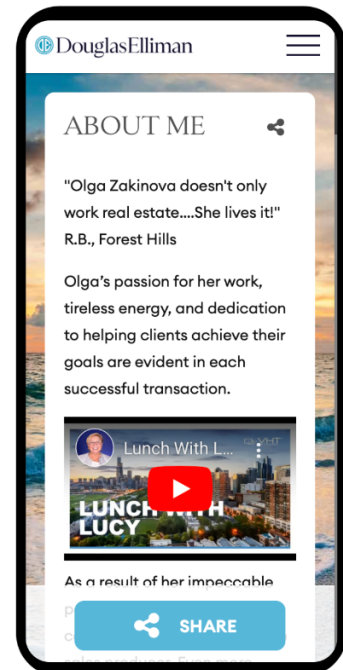 DouglasElliman
ABOUT ME
"Olga Zakinova doesn't only
work real estate....She lives it!"
R.B., Forest Hills
Olga's passion for her work,
tireless energy, and dedication
to helping clients achieve their
goals are evident in each
successful transaction.
Lunch With L...
LUNCH WITH
LUCY
As a result of her impeccable
SHARE